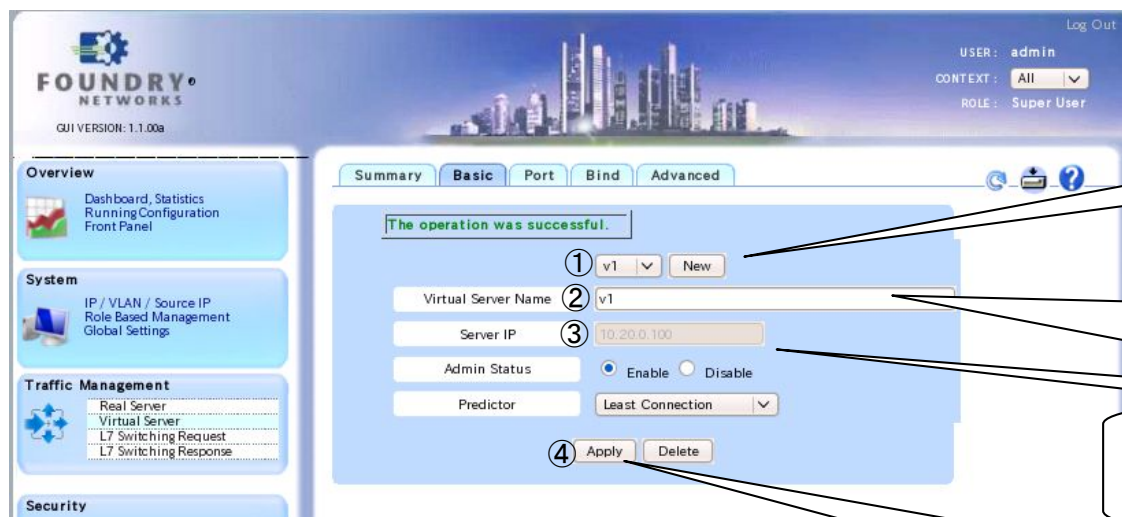 Log Out
FOUNDRY
NETWORKS
GUI VERSION: 1.1.00a
USER: admin
CONTEXT: All
ROLE: Super User
Overview
Dashboard, Statistics
Running Configuration
Front Panel
System
IP / VLAN / Source IP
Role Based Management
Global Settings
Traffic Management
Real Server
Virtual Server
L7 Switching Request
L7 Switching Response
Security
Summary Basic Port Bind Advanced
The operation was successful.
① v1 New
Virtual Server Name ② v1
Server IP ③ 10.20.0.100
Admin Status Enable Disable
Predictor Least Connection
④ Apply Delete